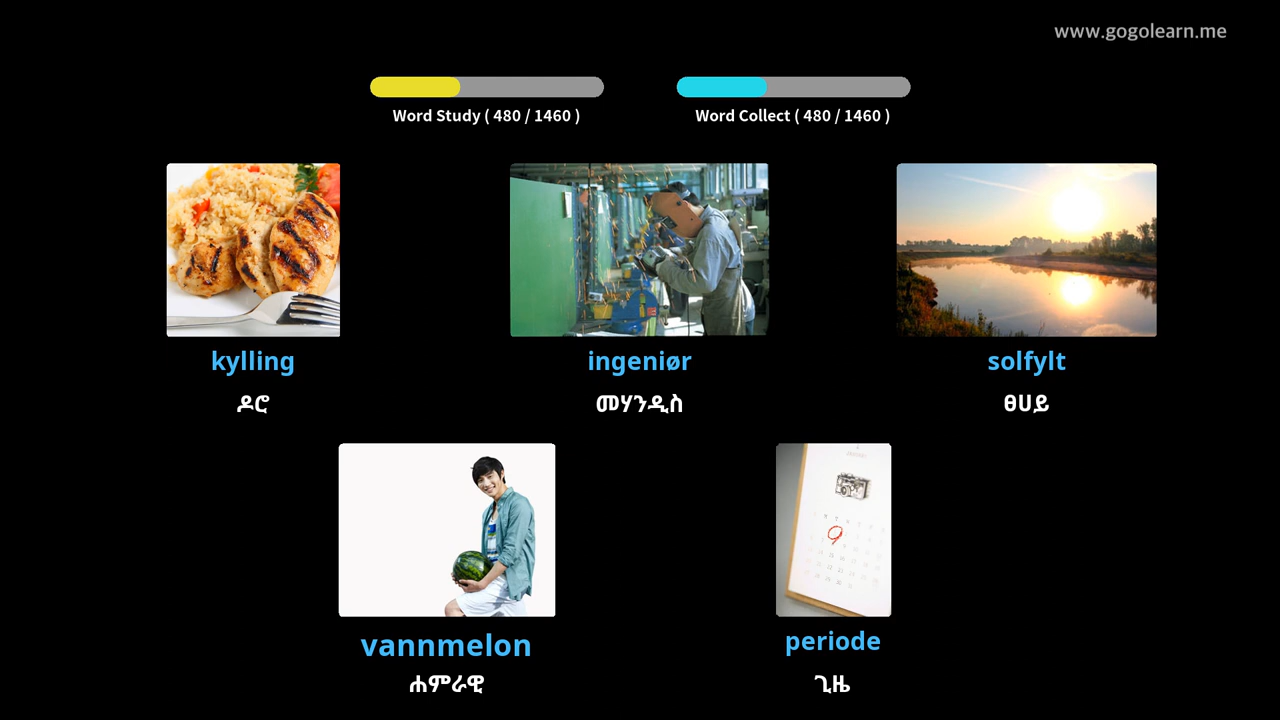 www.gogolearn.me
Word Study ( 480 / 1460 )
Word Collect ( 480 / 1460 )
kylling
ዶሮ
ingeniør
መሃንዲስ
solfylt
ፀሀይ
vannmelon
ሐምራዊ
periode
ጊዜ